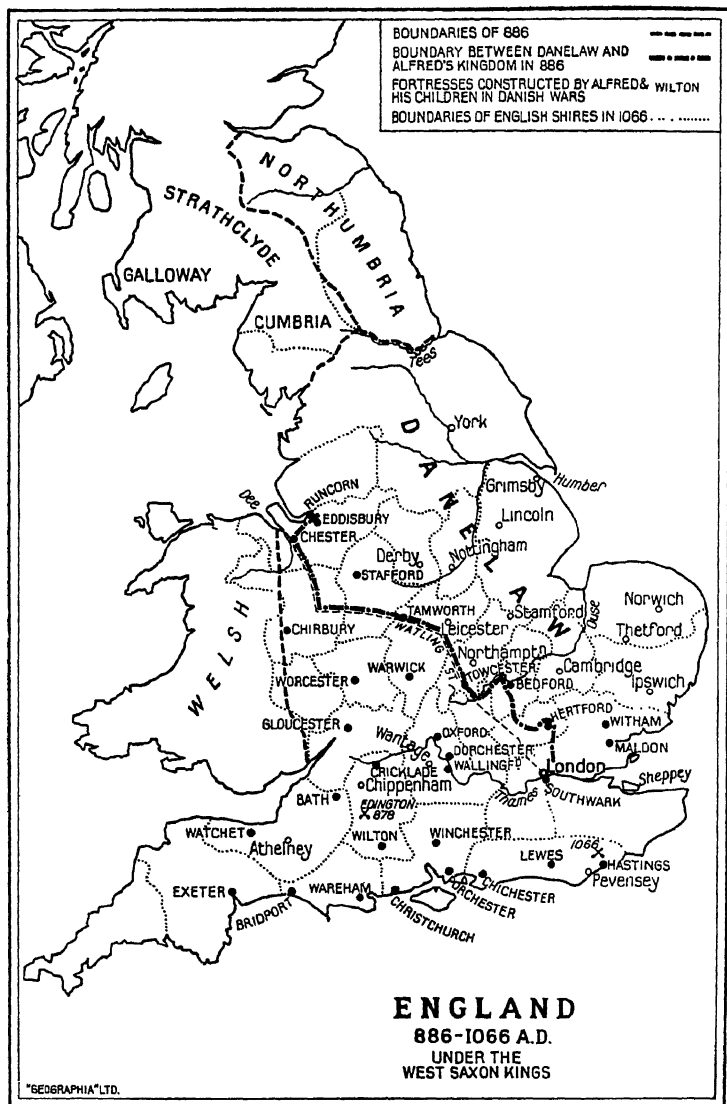 BOUNDARIES OF 886
BOUNDARY BETWEEN DANELAW AND
ALFRED'S KINGDOM IN 886
FORTRESSES CONSTRUCTED BY ALFRED & WILTON
HIS CHILDREN IN DANISH WARS
BOUNDARIES OF ENGLISH SHIRES IN 1066
NORTHUMBRIA
STRATHCLYDE
GALLOWAY
CUMBRIA
Tees
York
DANELAW
Humber
Grimsby
Dee
RUNCORN
EDDISBURY
CHESTER
Lincoln
Derby
Nottingham
STAFFORD
TAMWORTH
WATLING ST.
Leicester
Stamford
Ouse
Norwich
Thetford
WELSH
CHIRBURY
Northampton
TOWCESTER
BEDFORD
Cambridge
Ipswich
WORCESTER
WARWICK
HERTFORD
WITHAM
MALDON
GLOUCESTER
Wantage
OXFORD
DORCHESTER
WALLINGFD
London
Sheppey
CRICKLADE
Chippenham
Thames
SOUTHWARK
BATH
EDINGTON
878
WATCHET
Athelney
WILTON
WINCHESTER
LEWES
1066
HASTINGS
Pevensey
EXETER
BRIDPORT
WAREHAM
CHRISTCHURCH
PORCHESTER
CHICHESTER
ENGLAND
886-1066 A.D.
UNDER THE
WEST SAXON KINGS
"GEOGRAPHIA" LTD.